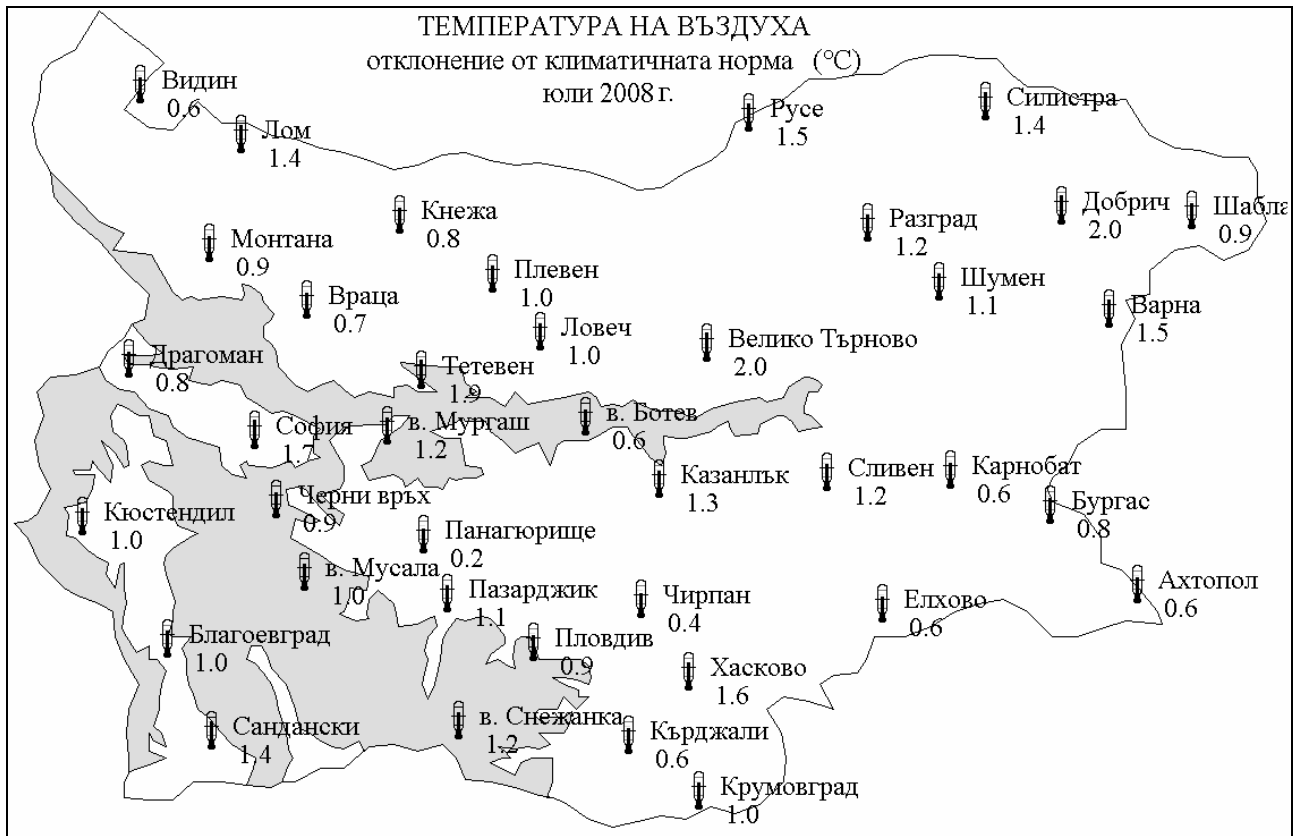 ТЕМПЕРАТУРА НА ВЪЗДУХА
отклонение от климатичната норма (°C)
юли 2008 г.
Видин
0.6
Лом
1.4
Русе
1.5
Силистра
1.4
Кнежа
0.8
Монтана
0.9
Плевен
1.0
Враца
0.7
Ловеч
1.0
Разград
1.2
Добрич
2.0
Шабла
0.9
Шумен
1.1
Варна
1.5
Велико Търново
2.0
Драгоман
0.8
Тетевен
1.9
София
1.7
в. Мургаш
1.2
в. Ботев
0.6
Казанлък
1.3
Сливен
1.2
Карнобат
0.6
Бургас
0.8
Черни връх
0.9
Кюстендил
1.0
Панагюрище
0.2
в. Мусала
1.0
Пазарджик
1.1
Чирпан
0.4
Елхово
0.6
Ахтопол
0.6
Благоевград
1.0
Пловдив
0.9
Хасково
1.6
Сандански
1.4
в. Снежанка
1.2
Кърджали
0.6
Крумовград
1.0